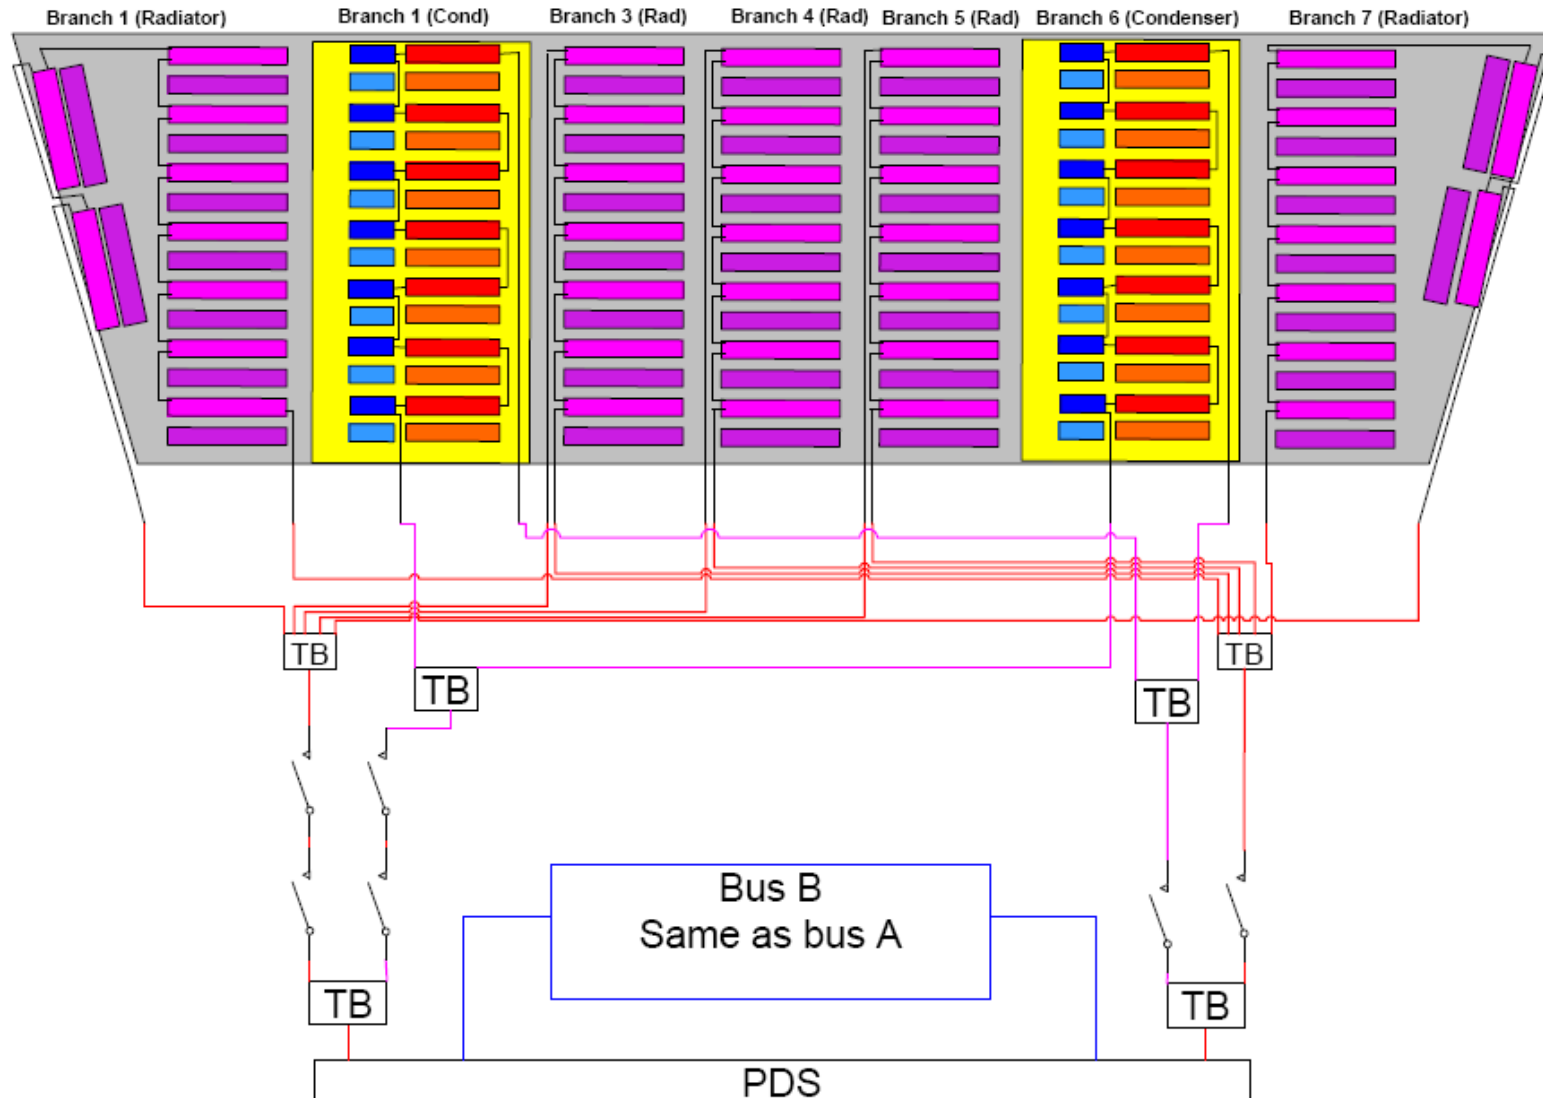 Branch 1 (Radiator)
Branch 1 (Cond)
Branch 3 (Rad)
Branch 4 (Rad)
Branch 5 (Rad)
Branch 6 (Condenser)
Branch 7 (Radiator)
TB
TB
TB
TB
Bus B
Same as bus A
TB
TB
PDS